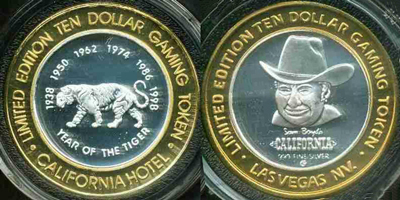 LIMITED EDITION TEN DOLLAR GAMING TOKEN
1938 1950 1962 1974 1986 1998
YEAR OF THE TIGER
CALIFORNIA HOTEL
LIMITED EDITION TEN DOLLAR GAMING TOKEN
Sam Boyd's
CALIFORNIA
.999 FINE SILVER
LAS VEGAS NV.